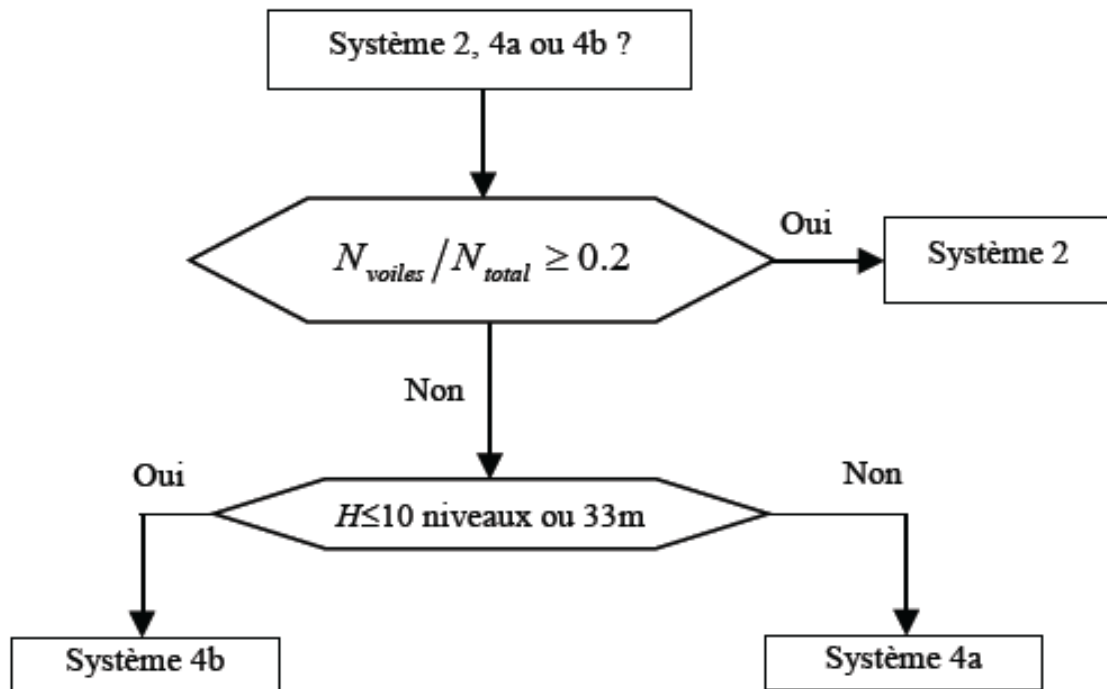 Système 2, 4a ou 4b ?
Oui
N_voiles/N_total ≥ 0.2
Système 2
Non
Oui
Non
H≤10 niveaux ou 33m
Système 4b
Système 4a